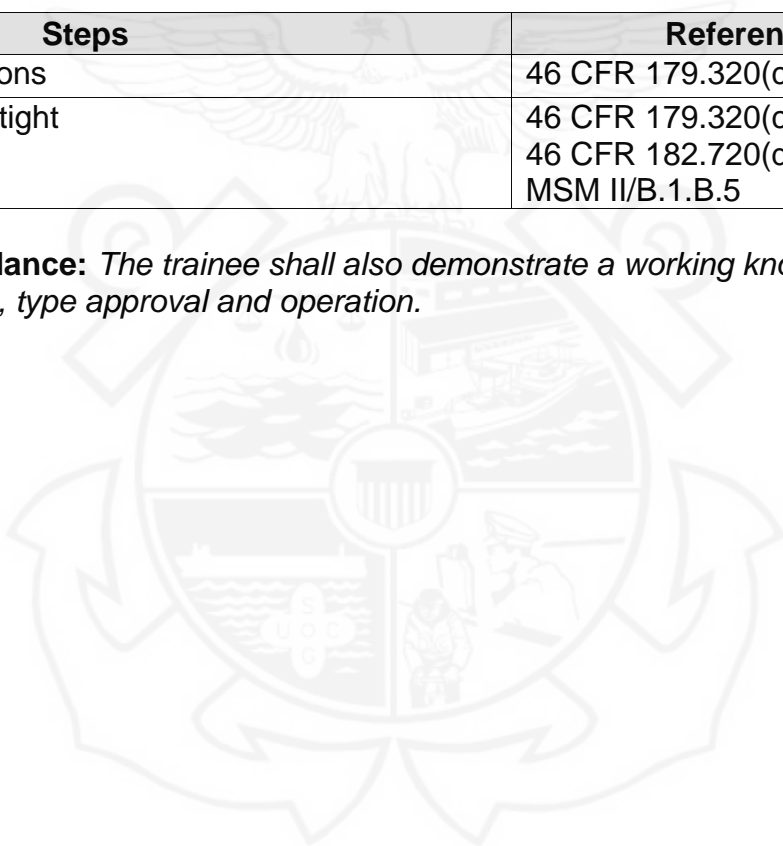 Steps Referen
ons 46 CFR 179.320(
tight 46 CFR 179.320(
46 CFR 182.720(
MSM II/B.1.B.5
lance: The trainee shall also demonstrate a working kno
, type approval and operation.
S
U O C
G